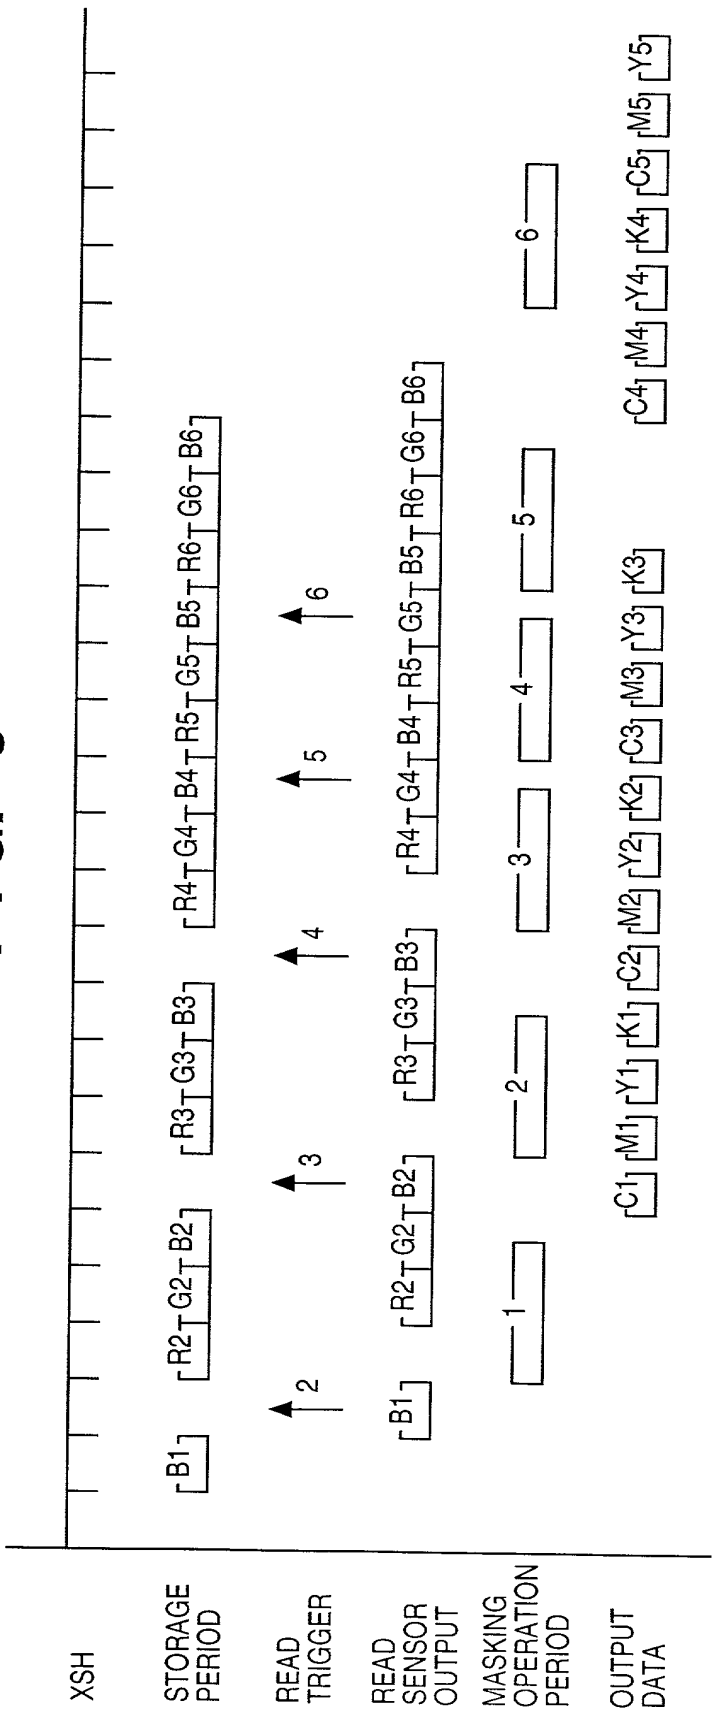 XSH
STORAGE PERIOD
B1 R2 G2 B2 R3 G3 B3 R4 G4 B4 R5 G5 B5 R6 G6 B6
READ TRIGGER
2 3 4 5 6
READ SENSOR OUTPUT
B1 R2 G2 B2 R3 G3 B3 R4 G4 B4 R5 G5 B5 R6 G6 B6
MASKING OPERATION PERIOD
1 2 3 4 5 6
OUTPUT DATA
C1 M1 Y1 K1 C2 M2 Y2 K2 C3 M3 Y3 K3 C4 M4 Y4 K4 C5 M5 Y5